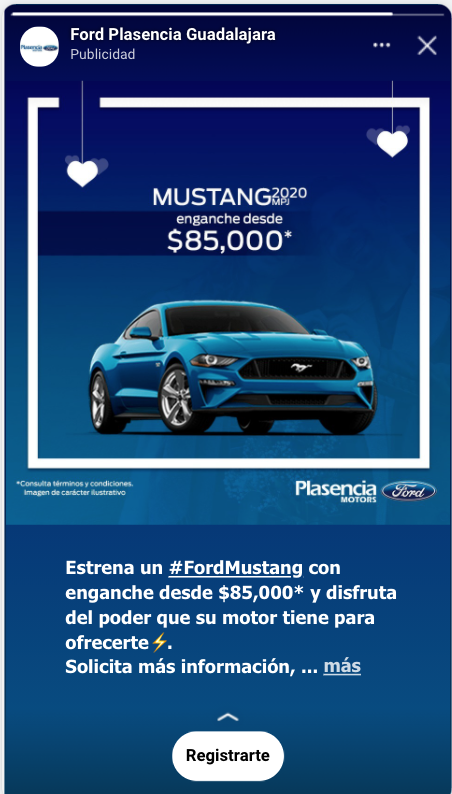 Ford Plasencia Guadalajara
Publicidad
MUSTANG 2020
MPJ
enganche desde
$85,000*
*Consulta términos y condiciones.
Imagen de carácter ilustrativo
Plasencia
MOTORS
Ford
Estrena un #FordMustang con
enganche desde $85,000* y disfruta
del poder que su motor tiene para
ofrecerte⚡.
Solicita más información, ... más
Registrarte